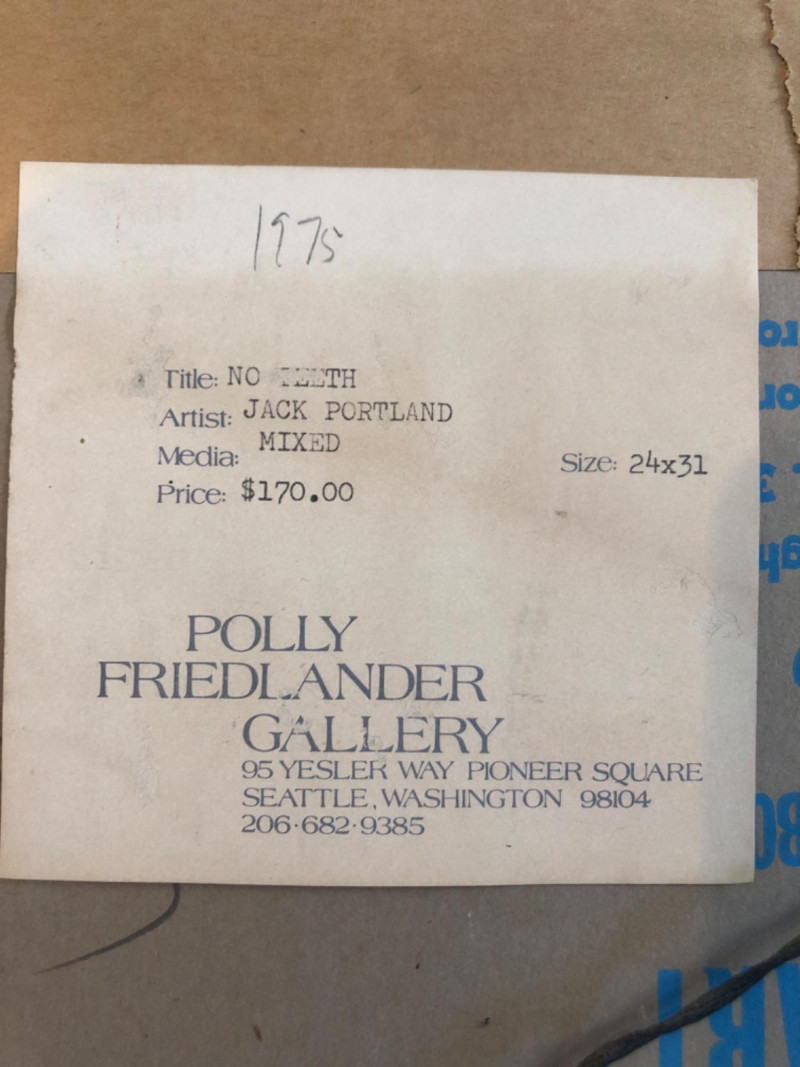 1975
Title: NO TEETH
Artist: JACK PORTLAND
Media: MIXED
Size: 24x31
Price: $170.00
POLLY
FRIEDLANDER
GALLERY
95 YESLER WAY PIONEER SQUARE
SEATTLE, WASHINGTON 98104
206·682·9385